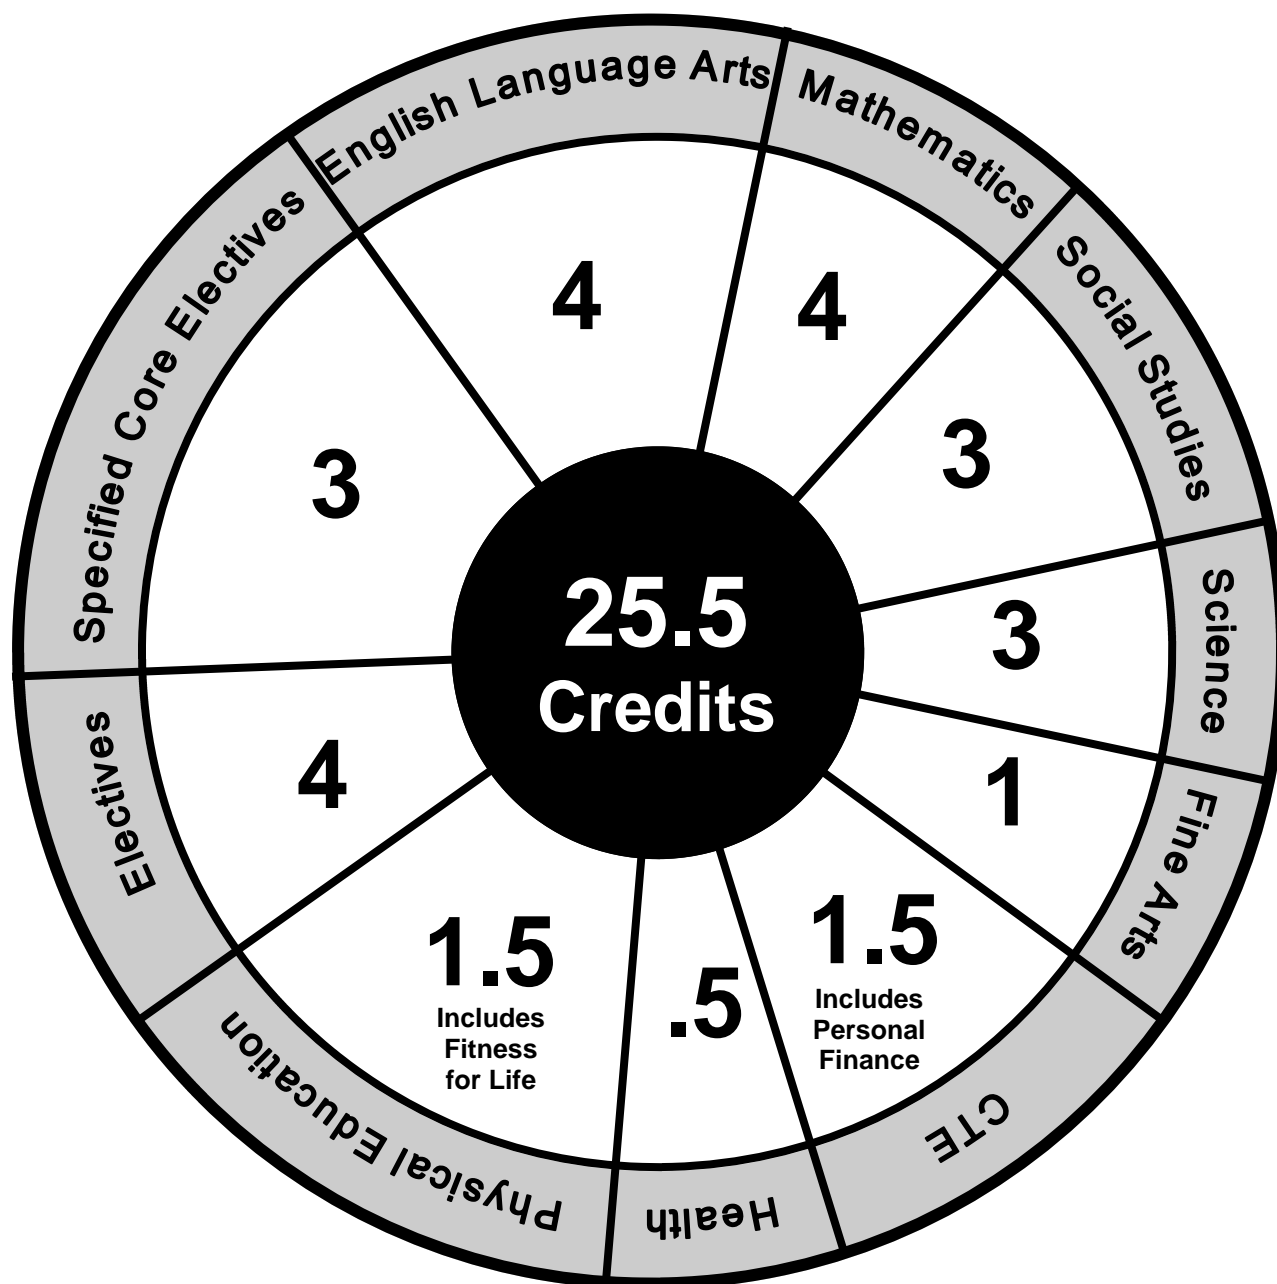 English Language Arts
4
Mathematics
4
Social Studies
3
Science
3
Fine Arts
1
CTE
1.5
Includes
Personal
Finance
Health
.5
Physical Education
1.5
Includes
Fitness
for Life
Electives
4
Specified Core Electives
3
25.5
Credits